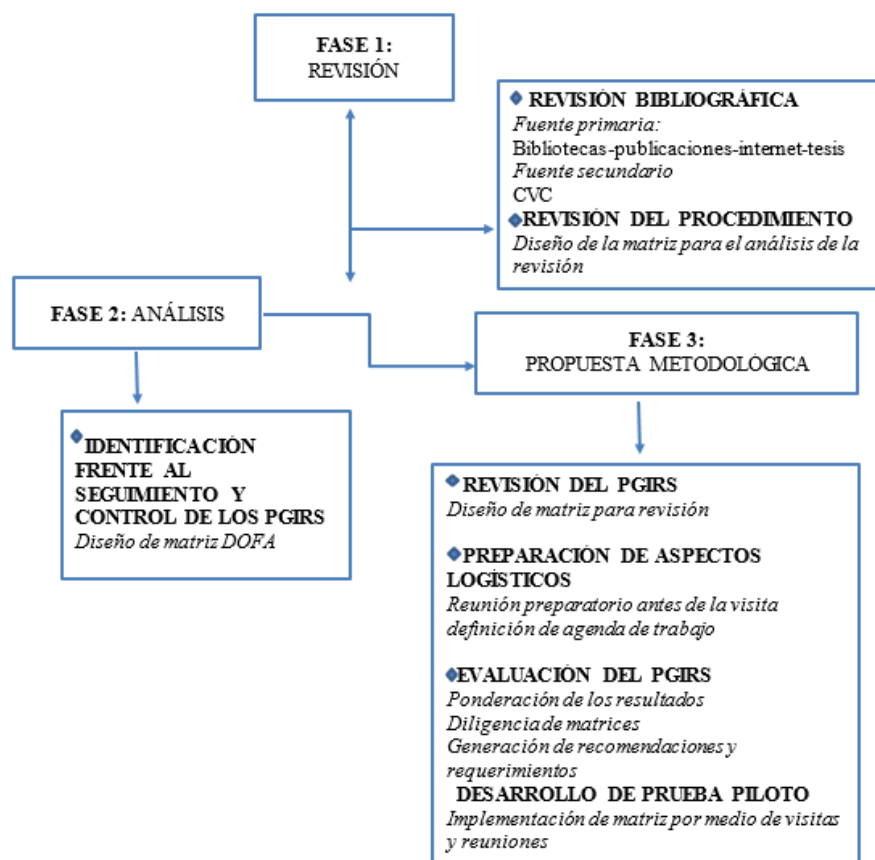 FASE 1:
REVISIÓN
REVISIÓN BIBLIOGRÁFICA
Fuente primaria:
Bibliotecas-publicaciones-internet-tesis
Fuente secundario
CVC
REVISIÓN DEL PROCEDIMIENTO
Diseño de la matriz para el análisis de la
revisión
FASE 2: ANÁLISIS
FASE 3:
PROPUESTA METODOLÓGICA
IDENTIFICACIÓN
FRENTE AL
SEGUIMIENTO Y
CONTROL DE LOS PGIRS
Diseño de matriz DOFA
REVISIÓN DEL PGIRS
Diseño de matriz para revisión
PREPARACIÓN DE ASPECTOS
LOGÍSTICOS
Reunión preparatorio antes de la visita
definición de agenda de trabajo
EVALUACIÓN DEL PGIRS
Ponderación de los resultados
Diligencia de matrices
Generación de recomendaciones y
requerimientos
DESARROLLO DE PRUEBA PILOTO
Implementación de matriz por medio de visitas
y reuniones